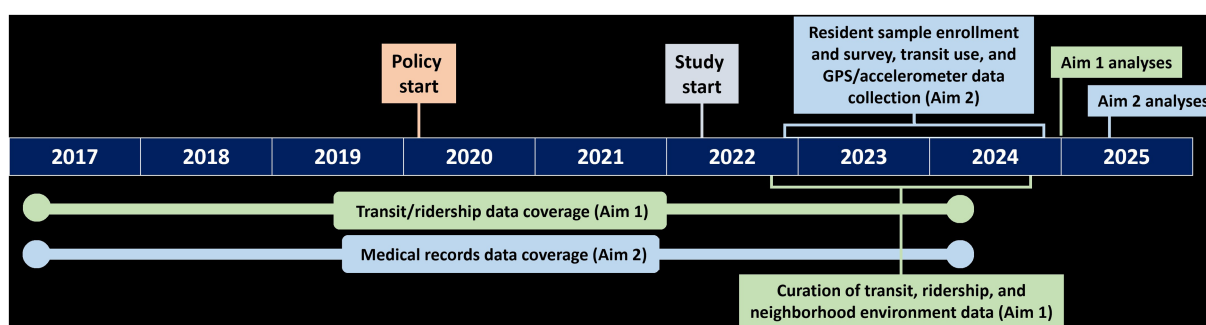 Resident sample enrollment
and survey, transit use, and
GPS/accelerometer data
collection (Aim 2)
Policy
start
Study
start
Aim 1 analyses
Aim 2 analyses
2017 2018 2019 2020 2021 2022 2023 2024 2025
Transit/ridership data coverage (Aim 1)
Medical records data coverage (Aim 2)
Curation of transit, ridership, and
neighborhood environment data (Aim 1)